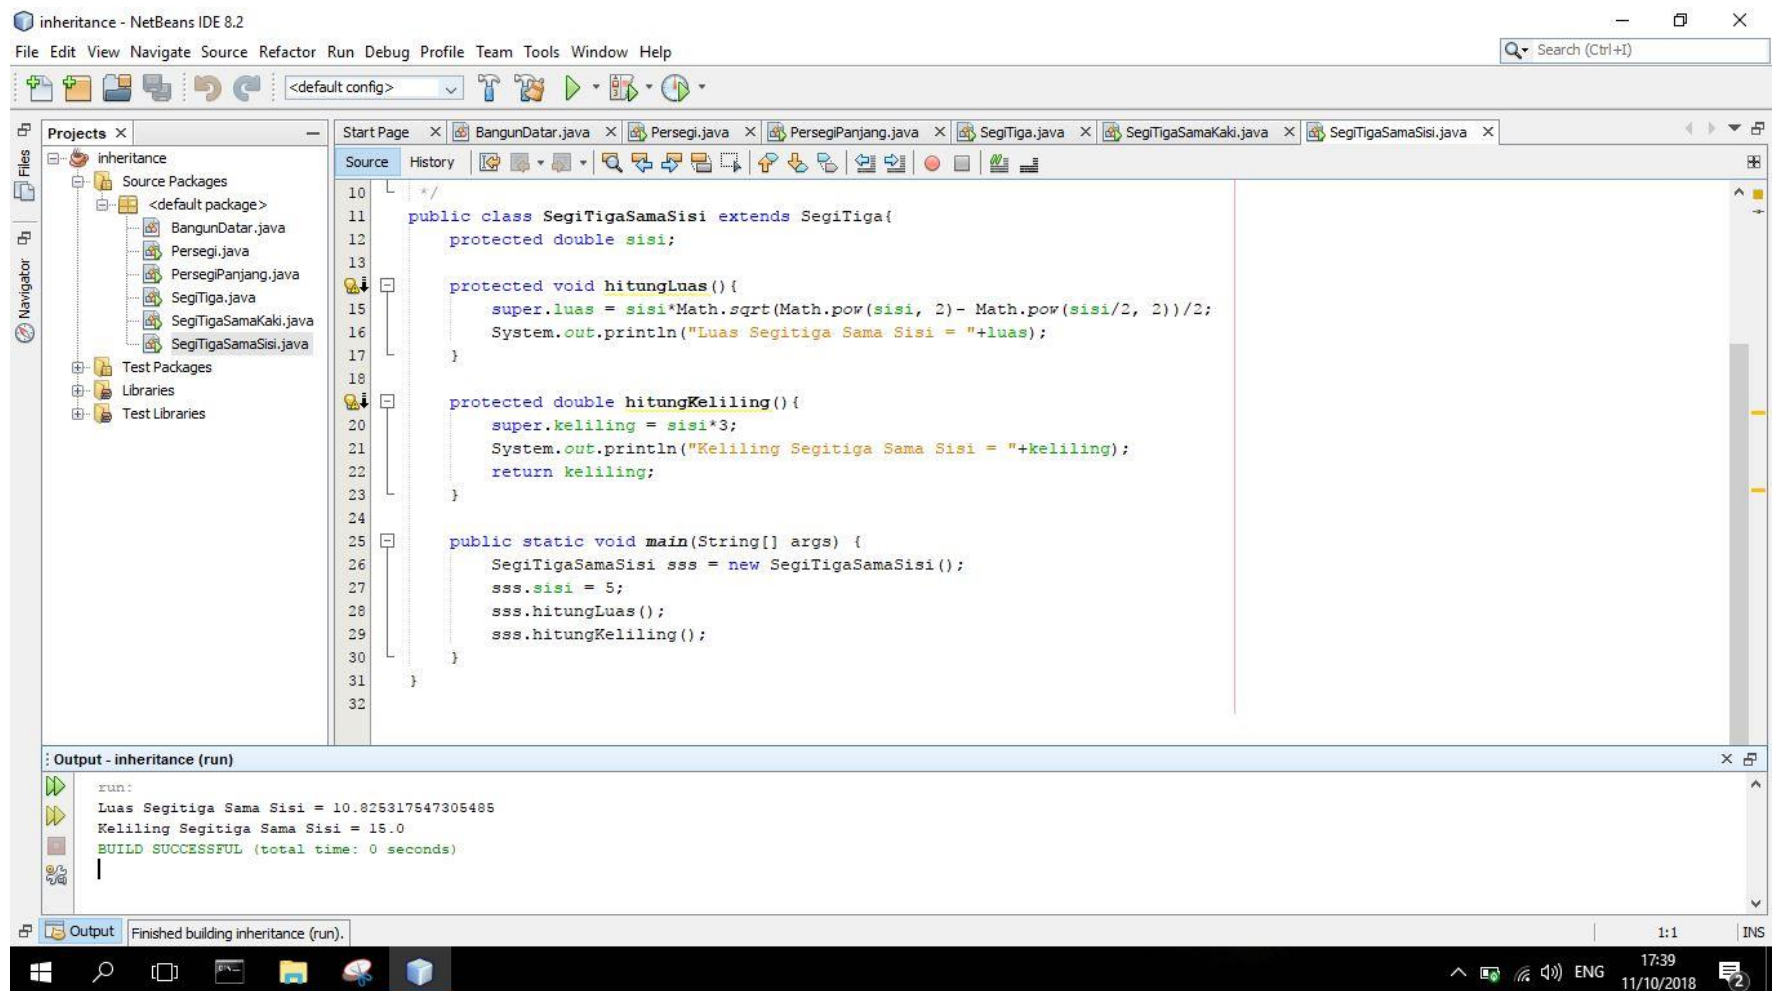 inheritance - NetBeans IDE 8.2
File Edit View Navigate Source Refactor Run Debug Profile Team Tools Window Help
Search (Ctrl+I)
<default config>
Projects
Start Page BangunDatar.java Persegi.java PersegiPanjang.java SegiTiga.java SegiTigaSamaKaki.java SegiTigaSamaSisi.java
Files
Navigator
inheritance
Source Packages
<default package>
BangunDatar.java
Persegi.java
PersegiPanjang.java
SegiTiga.java
SegiTigaSamaKaki.java
SegiTigaSamaSisi.java
Test Packages
Libraries
Test Libraries
Source History
10 */
11 public class SegiTigaSamaSisi extends SegiTiga{
12 protected double sisi;
13
protected void hitungLuas(){
15 super.luas = sisi*Math.sqrt(Math.pow(sisi, 2)- Math.pow(sisi/2, 2))/2;
16 System.out.println("Luas Segitiga Sama Sisi = "+luas);
17 }
18
protected double hitungKeliling(){
20 super.keliling = sisi*3;
21 System.out.println("Keliling Segitiga Sama Sisi = "+keliling);
22 return keliling;
23 }
24
25 public static void main(String[] args) {
26 SegiTigaSamaSisi sss = new SegiTigaSamaSisi();
27 sss.sisi = 5;
28 sss.hitungLuas();
29 sss.hitungKeliling();
30 }
31 }
32
Output - inheritance (run)
run:
Luas Segitiga Sama Sisi = 10.825317547305485
Keliling Segitiga Sama Sisi = 15.0
BUILD SUCCESSFUL (total time: 0 seconds)
Output Finished building inheritance (run).
1:1 INS
ENG
17:39
11/10/2018
2